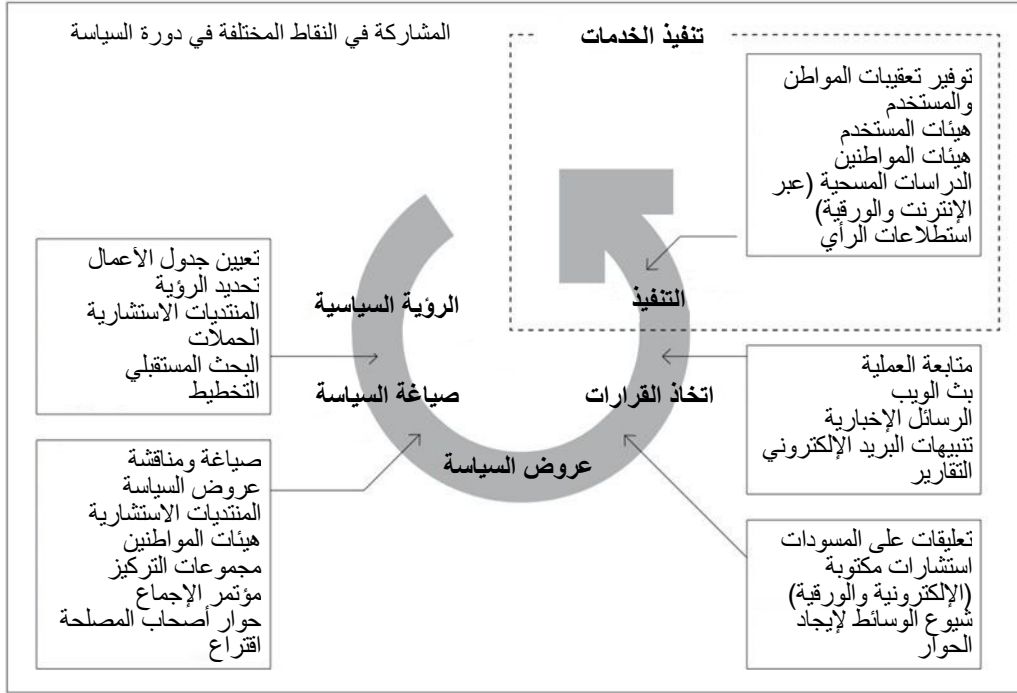 المشاركة في النقاط المختلفة في دورة السياسة
تنفيذ الخدمات
توفير تعقيبات المواطن
والمستخدم
هيئات المستخدم
هيئات المواطنين
الدراسات المسحية (عبر
الإنترنت والورقية)
استطلاعات الرأي
التنفيذ
الرؤية السياسية
تعيين جدول الأعمال
تحديد الرؤية
المنتديات الاستشارية
الحملات
البحث المستقبلي
التخطيط
متابعة العملية
بث الويب
الرسائل الإخبارية
تنبيهات البريد الإلكتروني
التقارير
اتخاذ القرارات
صياغة السياسة
عروض السياسة
صياغة ومناقشة
عروض السياسة
المنتديات الاستشارية
هيئات المواطنين
مجموعات التركيز
مؤتمر الإجماع
حوار أصحاب المصلحة
اقتراع
تعليقات على المسودات
استشارات مكتوبة
(الإلكترونية والورقية)
شيوع الوسائط لإيجاد
الحوار